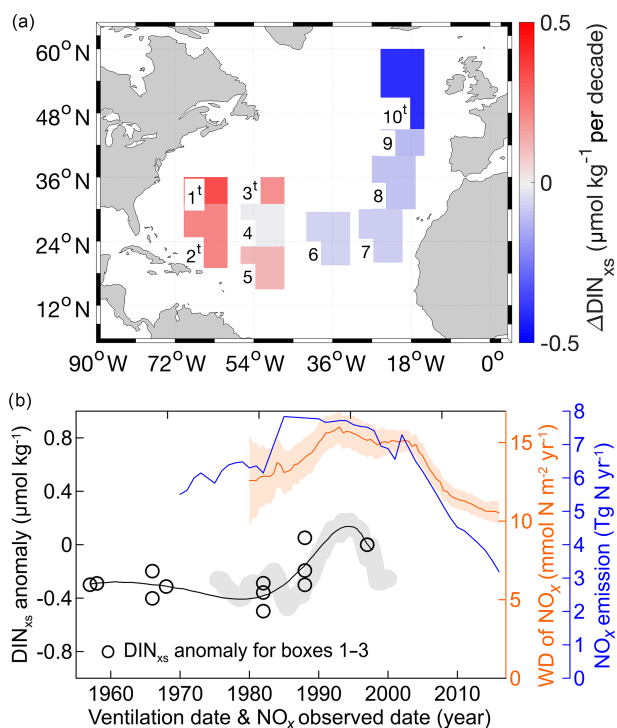 (a)
60°N
48°N
36°N
24°N
12°N
90°W 72°W 54°W 36°W 18°W 0°
1ᵗ
2ᵗ
3ᵗ
4
5
6
7
8
9
10ᵗ
0.5
0
-0.5
ΔDINₓₛ (μmol kg⁻¹ per decade)
(b)
DINₓₛ anomaly (μmol kg⁻¹)
0.8
0.4
0
-0.4
-0.8
DINₓₛ anomaly for boxes 1–3
1960 1970 1980 1990 2000 2010
Ventilation date & NOₓ observed date (year)
15
10
5
0
WD of NOₓ (mmol N m⁻² yr⁻¹)
8
7
6
5
4
3
2
1
0
NOₓ emission (Tg N yr⁻¹)